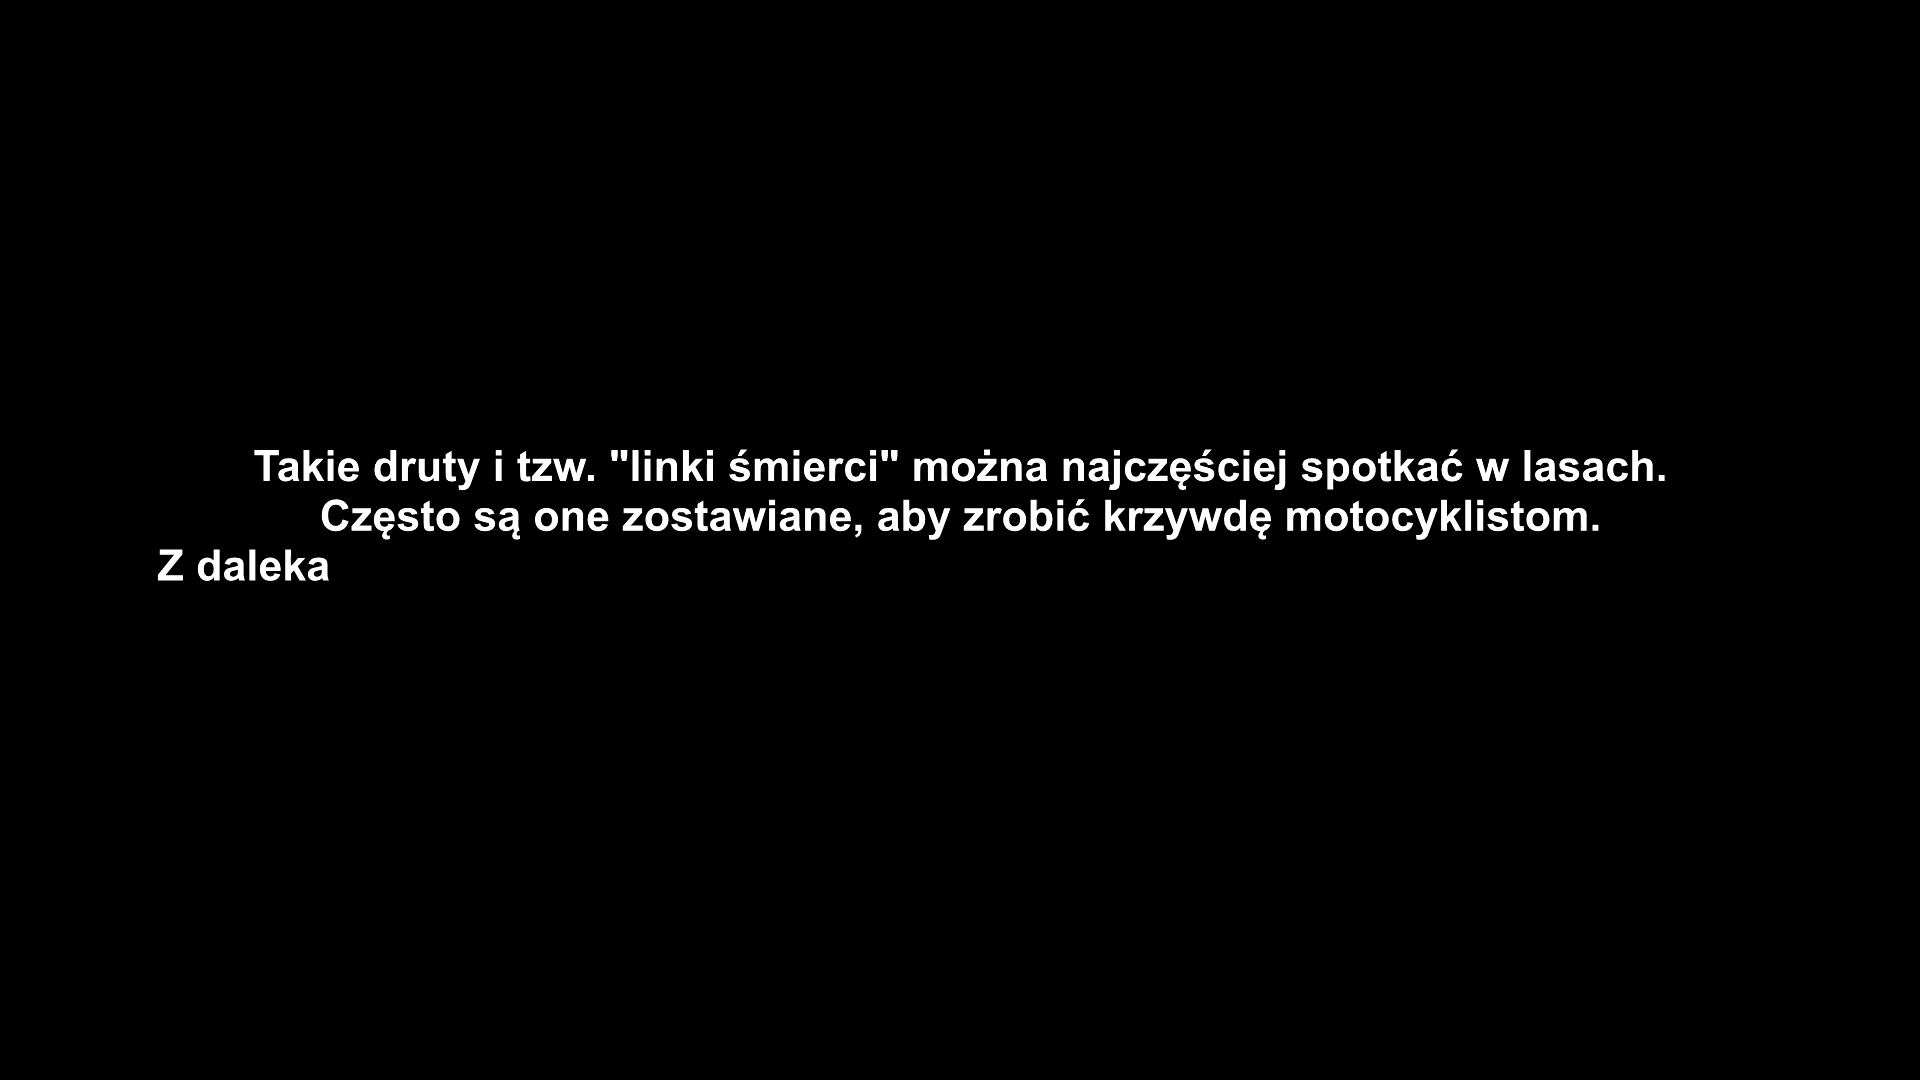 Takie druty i tzw. "linki śmierci" można najczęściej spotkać w lasach.
Często są one zostawiane, aby zrobić krzywdę motocyklistom.
Z daleka